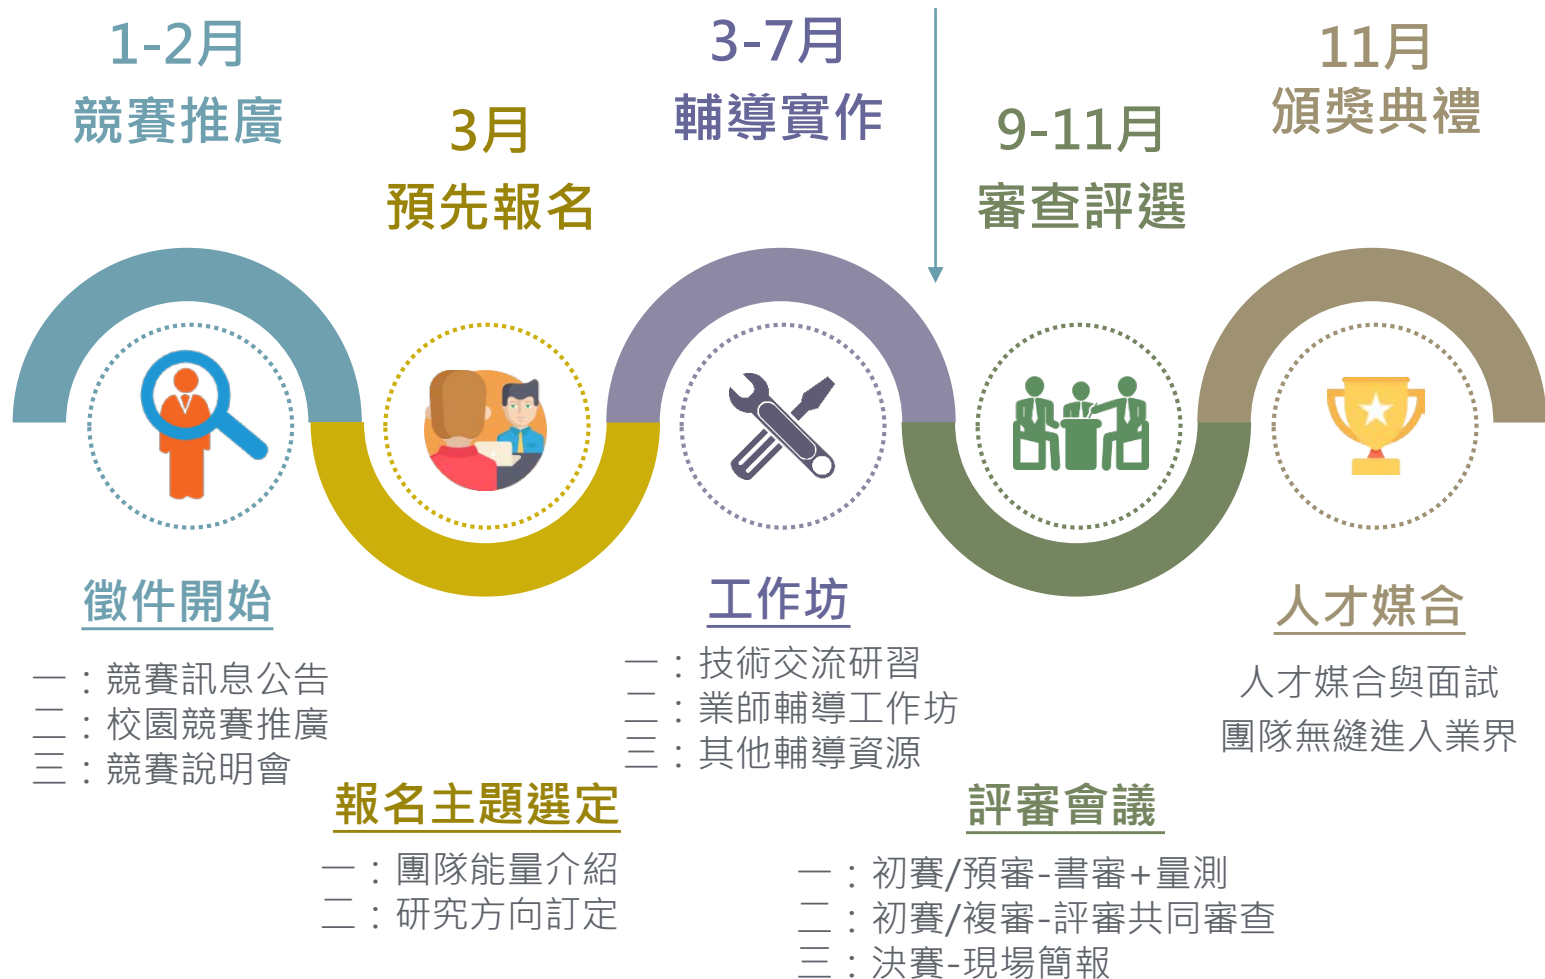 1-2月
競賽推廣
3月
預先報名
3-7月
輔導實作
9-11月
審查評選
11月
頒獎典禮
徵件開始
一：競賽訊息公告
二：校園競賽推廣
三：競賽說明會
報名主題選定
一：團隊能量介紹
二：研究方向訂定
工作坊
一：技術交流研習
二：業師輔導工作坊
三：其他輔導資源
評審會議
一：初賽/預審-書審+量測
二：初賽/複審-評審共同審查
三：決賽-現場簡報
人才媒合
人才媒合與面試
團隊無縫進入業界